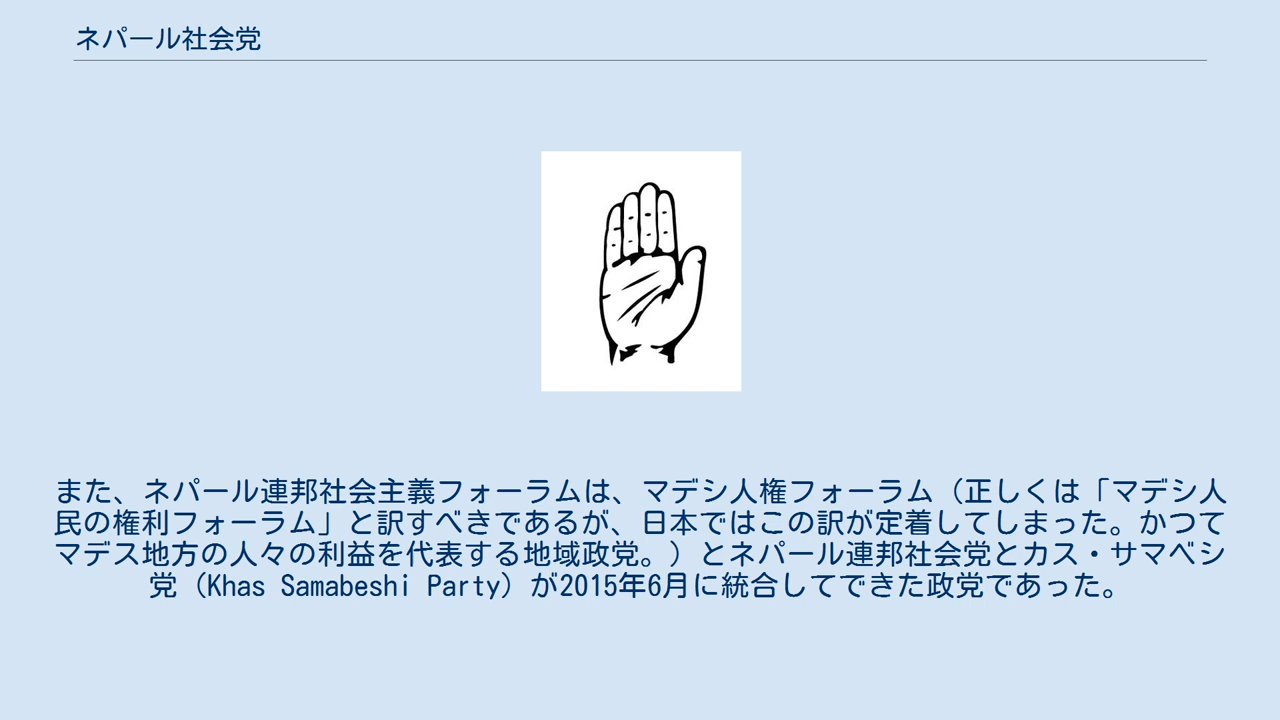 ネパール社会党
また、ネパール連邦社会主義フォーラムは、マデシ人権フォーラム（正しくは「マデシ人
民の権利フォーラム」と訳すべきであるが、日本ではこの訳が定着してしまった。かつて
マデス地方の人々の利益を代表する地域政党。）とネパール連邦社会党とカス・サマベシ
党（Khas Samabeshi Party）が2015年6月に統合してできた政党であった。